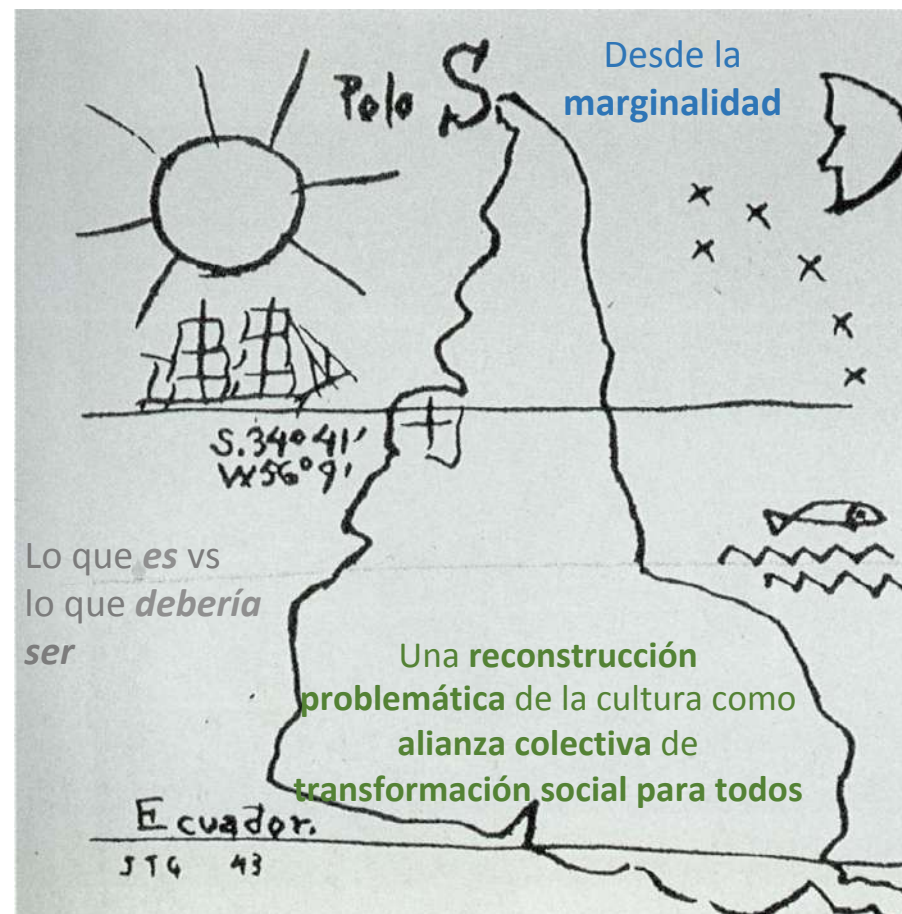 Polo S.
Desde la
marginalidad
S. 34° 41'
W 56° 9'
Lo que es vs
lo que debería
ser
Una reconstrucción
problemática de la cultura como
alianza colectiva de
transformación social para todos
Ecuador.
JTG 43